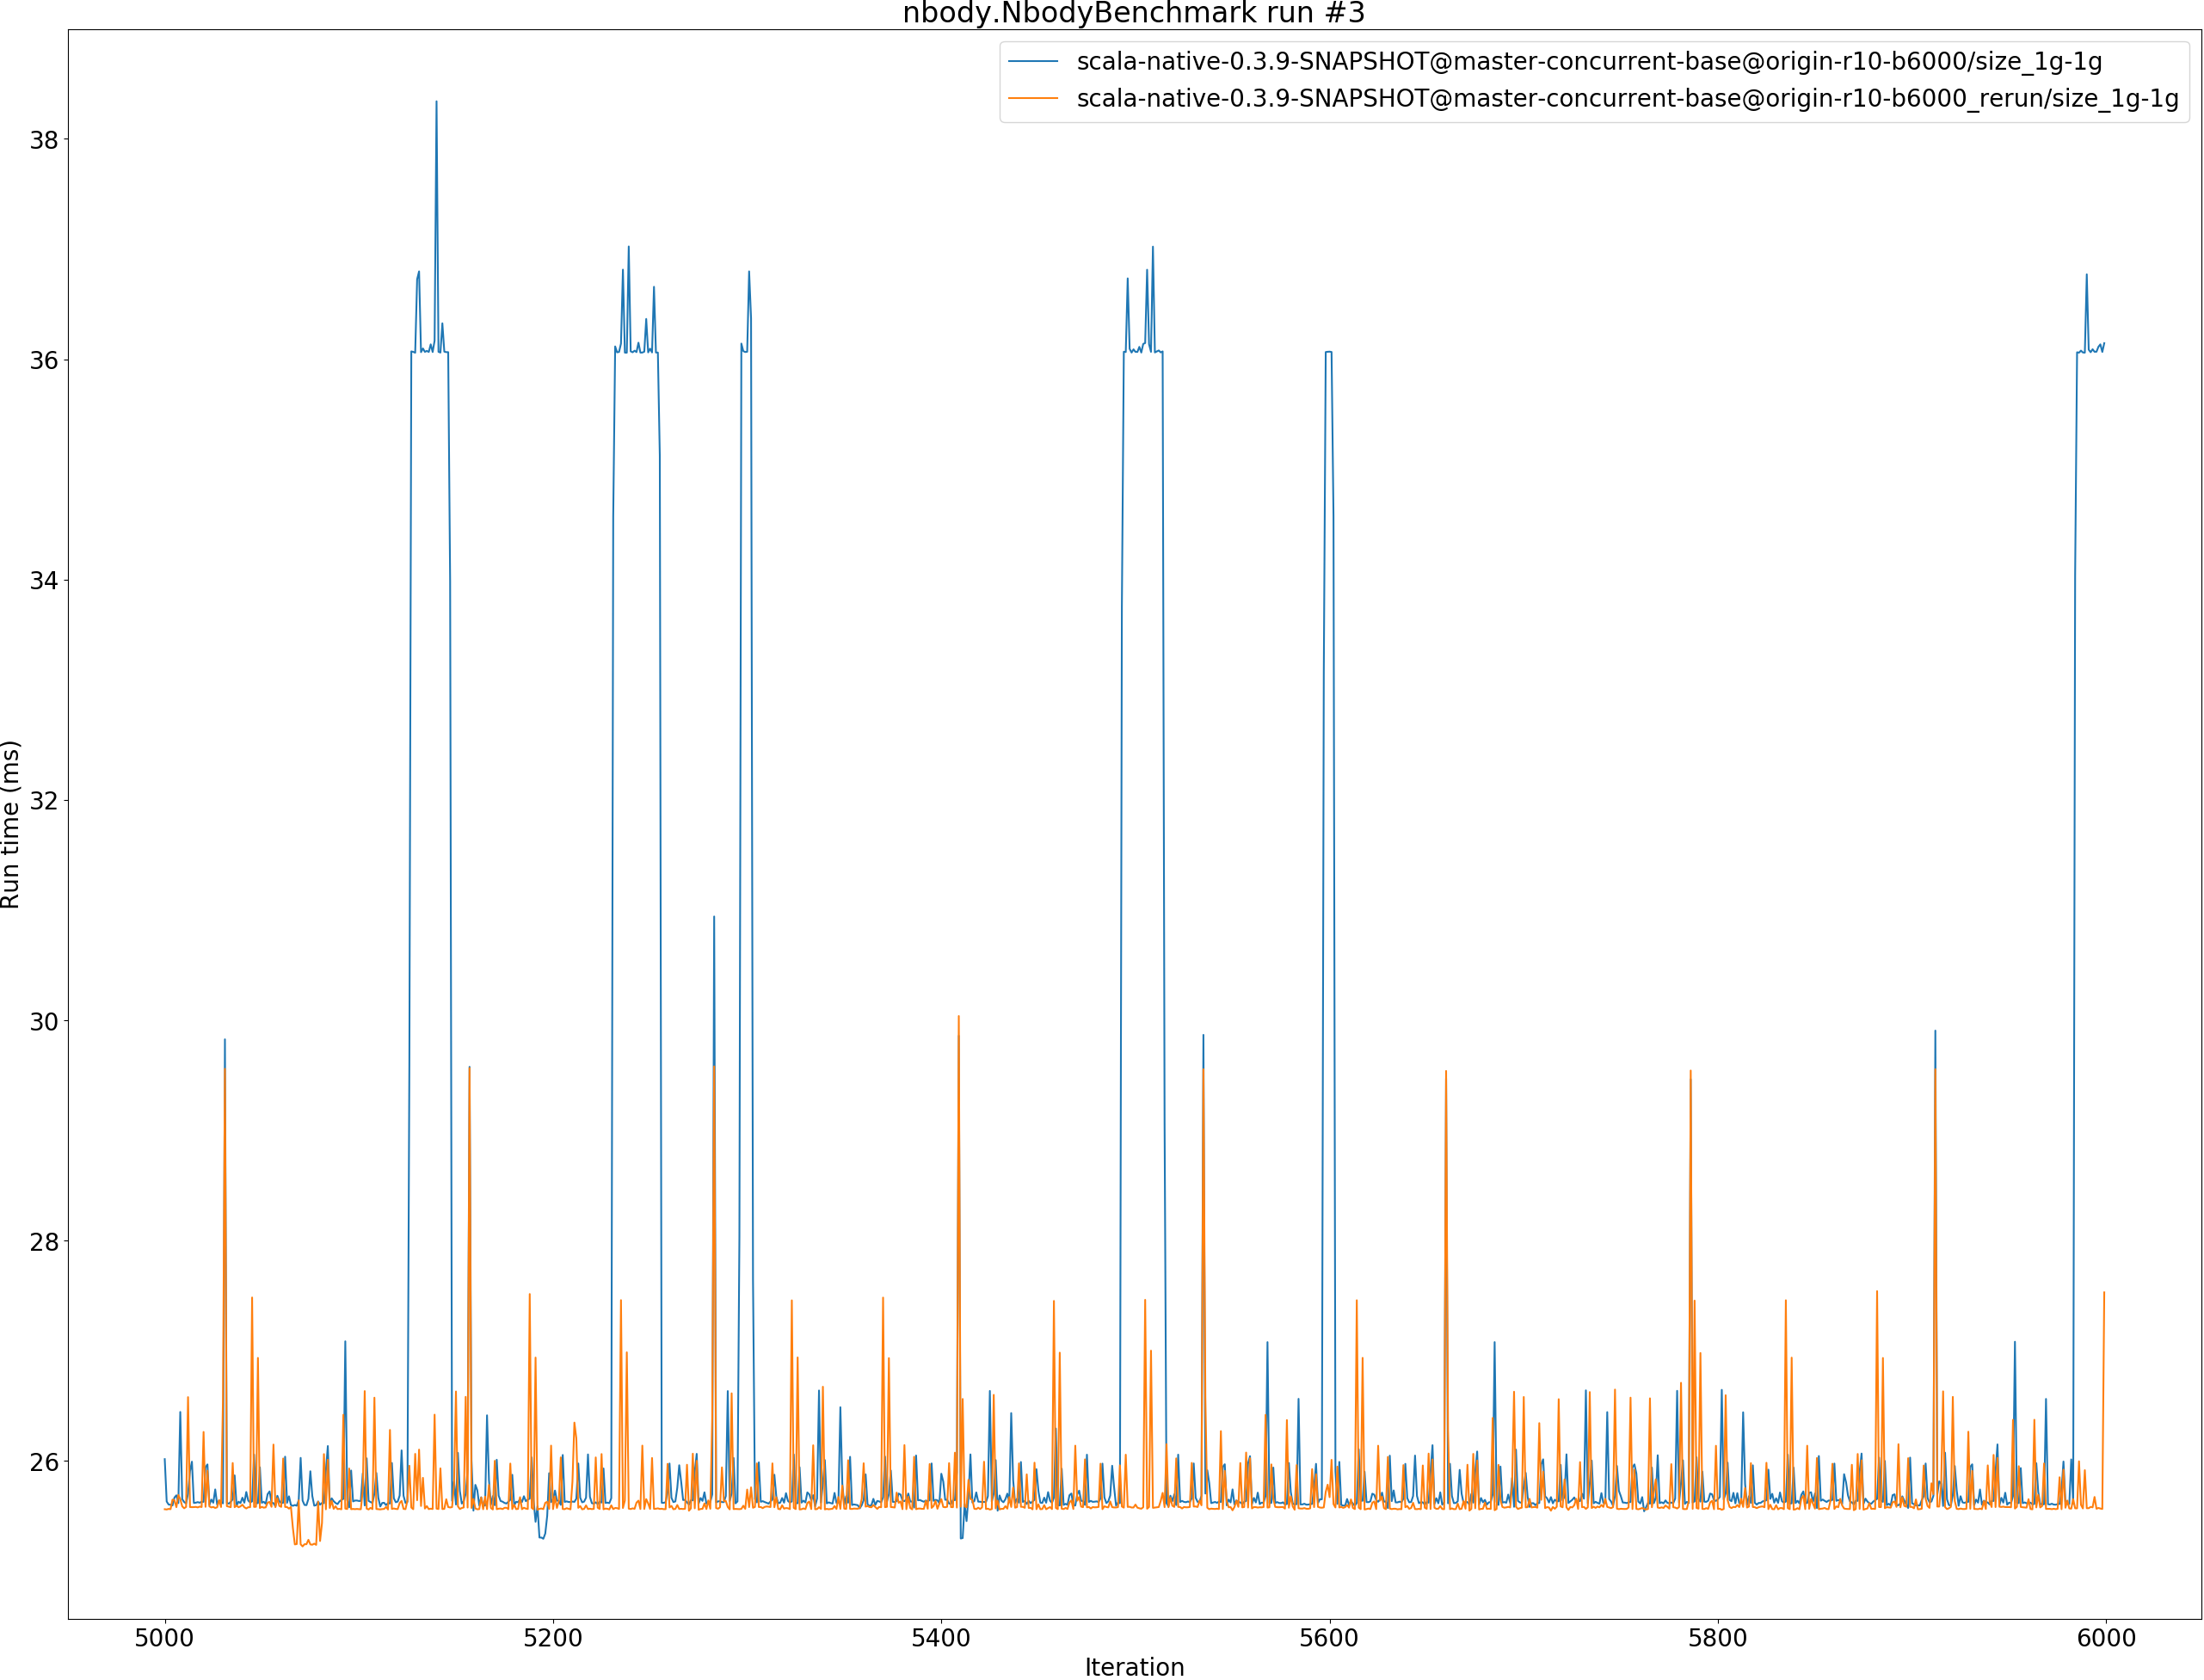 nbody.NbodyBenchmark run #3
scala-native-0.3.9-SNAPSHOT@master-concurrent-base@origin-r10-b6000/size_1g-1g
scala-native-0.3.9-SNAPSHOT@master-concurrent-base@origin-r10-b6000_rerun/size_1g-1g
38
36
34
32
30
28
26
Run time (ms)
5000
5200
5400
5600
5800
6000
Iteration